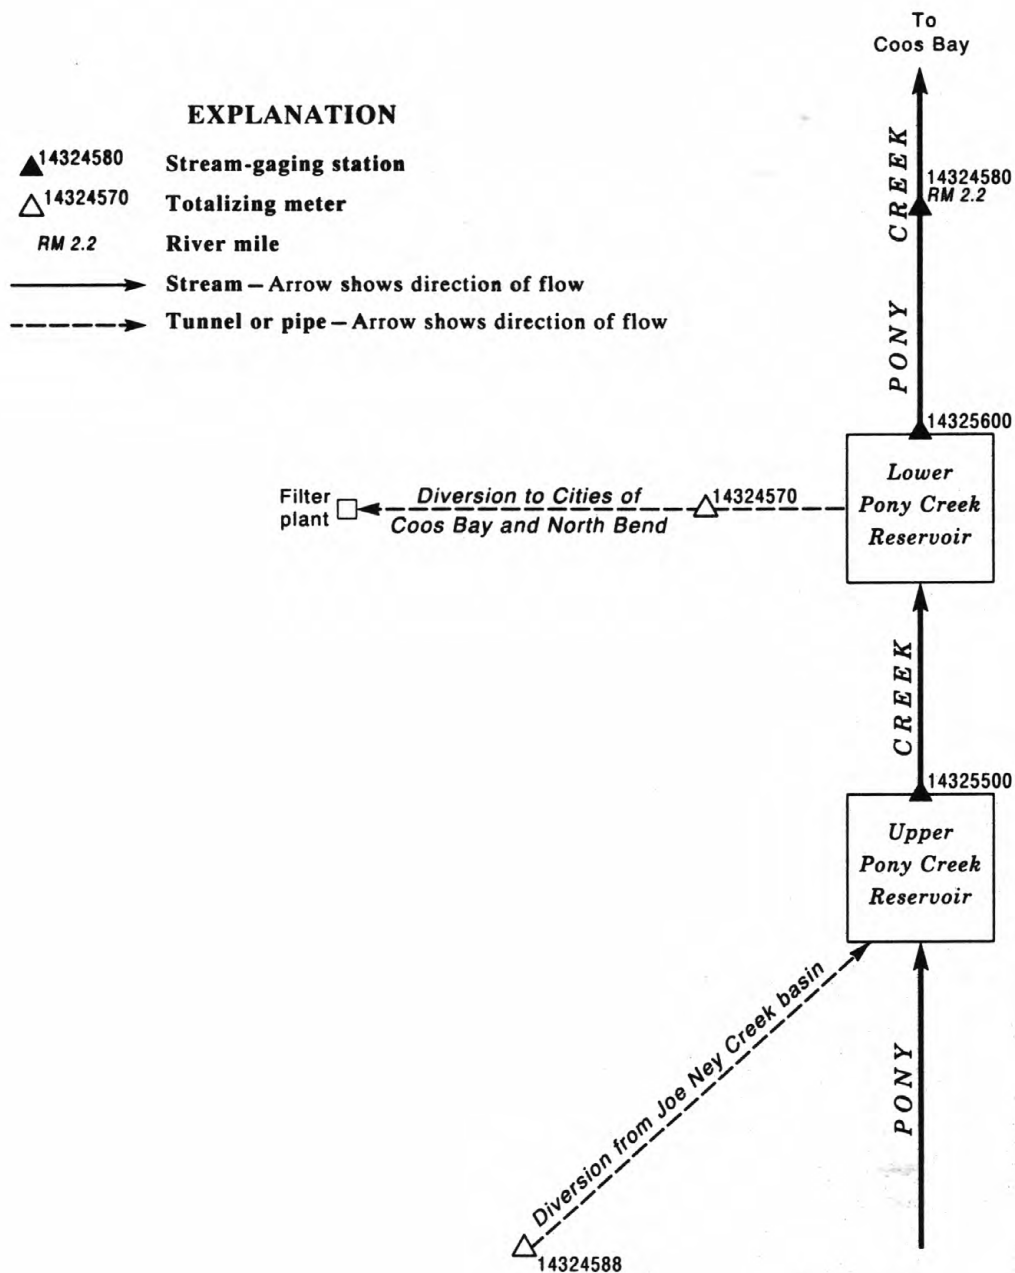 To
Coos Bay
EXPLANATION
14324580 Stream-gaging station
14324570 Totalizing meter
RM 2.2 River mile
Stream — Arrow shows direction of flow
Tunnel or pipe — Arrow shows direction of flow
14324580
RM 2.2
PONY CREEK
14325600
Lower
Pony Creek
Reservoir
14324570
Diversion to Cities of
Coos Bay and North Bend
Filter
plant
CREEK
14325500
Upper
Pony Creek
Reservoir
Diversion from Joe Ney Creek basin
PONY
14324588